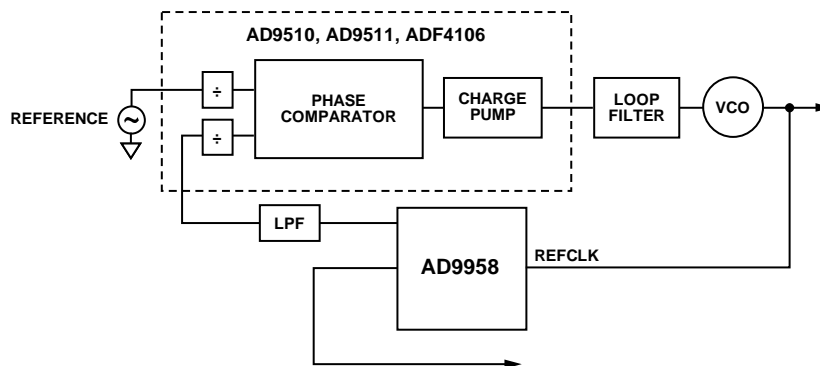 AD9510, AD9511, ADF4106
REFERENCE
~
÷
÷
PHASE
COMPARATOR
CHARGE
PUMP
LOOP
FILTER
VCO
LPF
AD9958
REFCLK